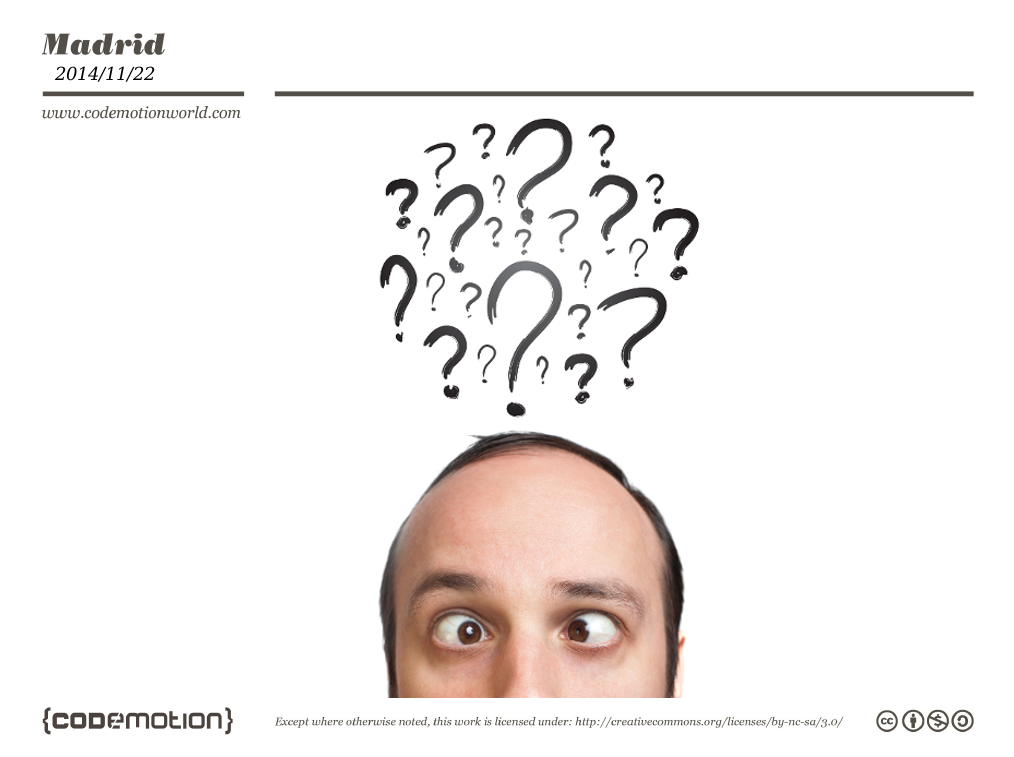 Madrid
2014/11/22
www.codemotionworld.com
? ? ? ? ? ? ? ? ? ? ? ? ? ? ? ? ? ? ? ? ? ? ? ? ? ?
{CODEMOTION}
Except where otherwise noted, this work is licensed under: http://creativecommons.org/licenses/by-nc-sa/3.0/
cc